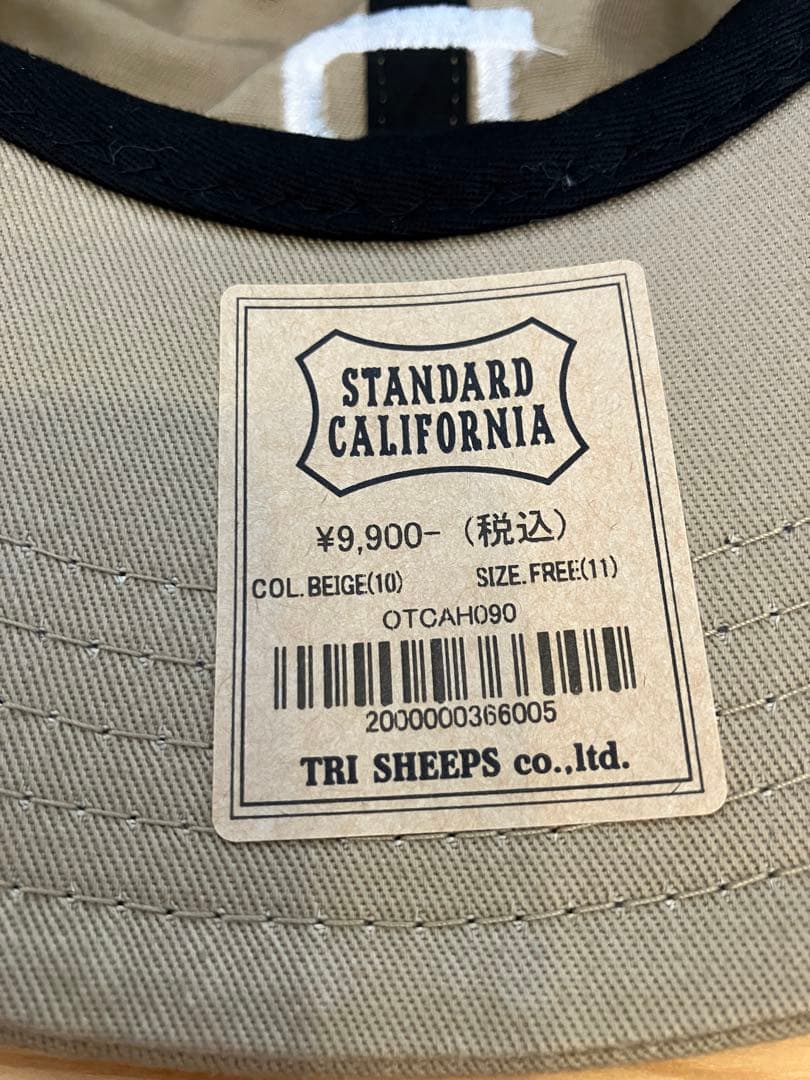 STANDARD
CALIFORNIA
¥9,900-（税込）
COL.BEIGE(10) SIZE.FREE(11)
OTCAH090
2000000366005
TRI SHEEPS co.,ltd.